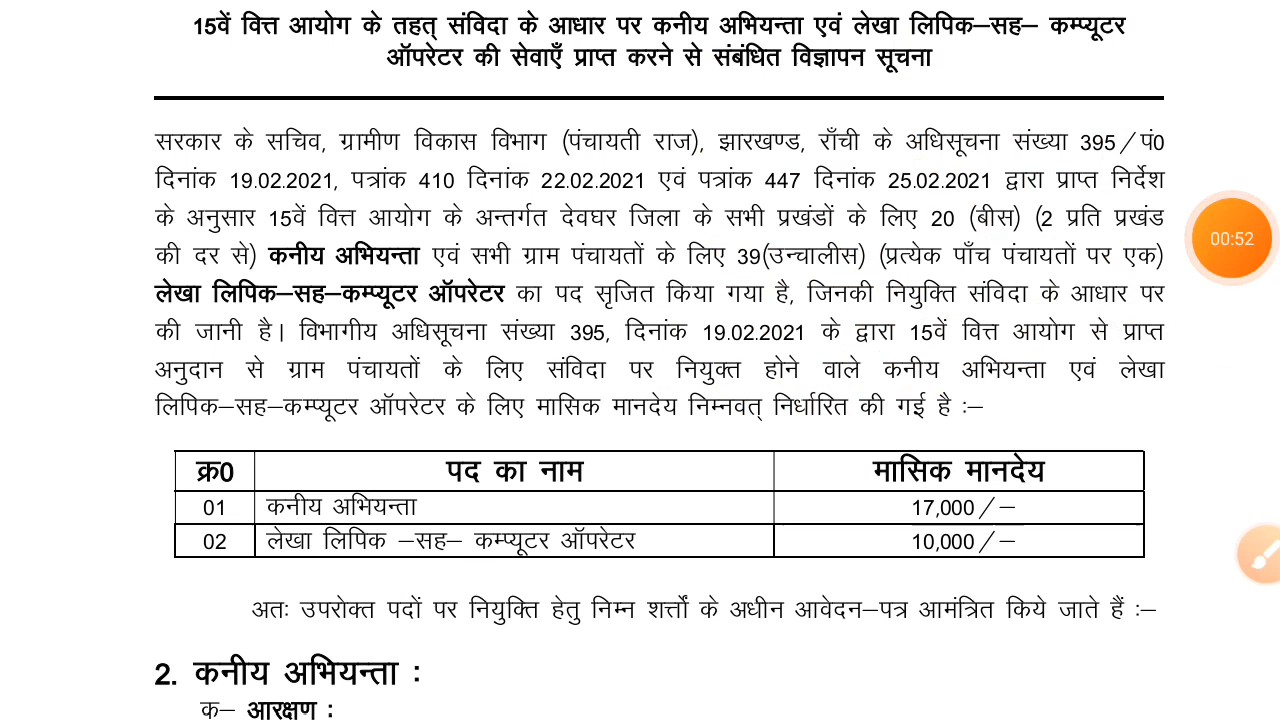 15वें वित्त आयोग के तहत् संविदा के आधार पर कनीय अभियन्ता एवं लेखा लिपिक–सह– कम्प्यूटर
ऑपरेटर की सेवाएँ प्राप्त करने से संबंधित विज्ञापन सूचना
सरकार के सचिव, ग्रामीण विकास विभाग (पंचायती राज), झारखण्ड, राँची के अधिसूचना संख्या 395/पं0
दिनांक 19.02.2021, पत्रांक 410 दिनांक 22.02.2021 एवं पत्रांक 447 दिनांक 25.02.2021 द्वारा प्राप्त निर्देश
के अनुसार 15वें वित्त आयोग के अन्तर्गत देवघर जिला के सभी प्रखंडों के लिए 20 (बीस) (2 प्रति प्रखंड
की दर से) कनीय अभियन्ता एवं सभी ग्राम पंचायतों के लिए 39(उन्चालीस) (प्रत्येक पाँच पंचायतों पर एक)
लेखा लिपिक–सह–कम्प्यूटर ऑपरेटर का पद सृजित किया गया है, जिनकी नियुक्ति संविदा के आधार पर
की जानी है। विभागीय अधिसूचना संख्या 395, दिनांक 19.02.2021 के द्वारा 15वें वित्त आयोग से प्राप्त
अनुदान से ग्राम पंचायतों के लिए संविदा पर नियुक्त होने वाले कनीय अभियन्ता एवं लेखा
लिपिक–सह–कम्प्यूटर ऑपरेटर के लिए मासिक मानदेय निम्नवत् निर्धारित की गई है :–
क्र0 पद का नाम मासिक मानदेय
01 कनीय अभियन्ता 17,000/–
02 लेखा लिपिक –सह– कम्प्यूटर ऑपरेटर 10,000/–
अतः उपरोक्त पदों पर नियुक्ति हेतु निम्न शर्त्तों के अधीन आवेदन–पत्र आमंत्रित किये जाते हैं :–
2. कनीय अभियन्ता :
क– आरक्षण :
00:52